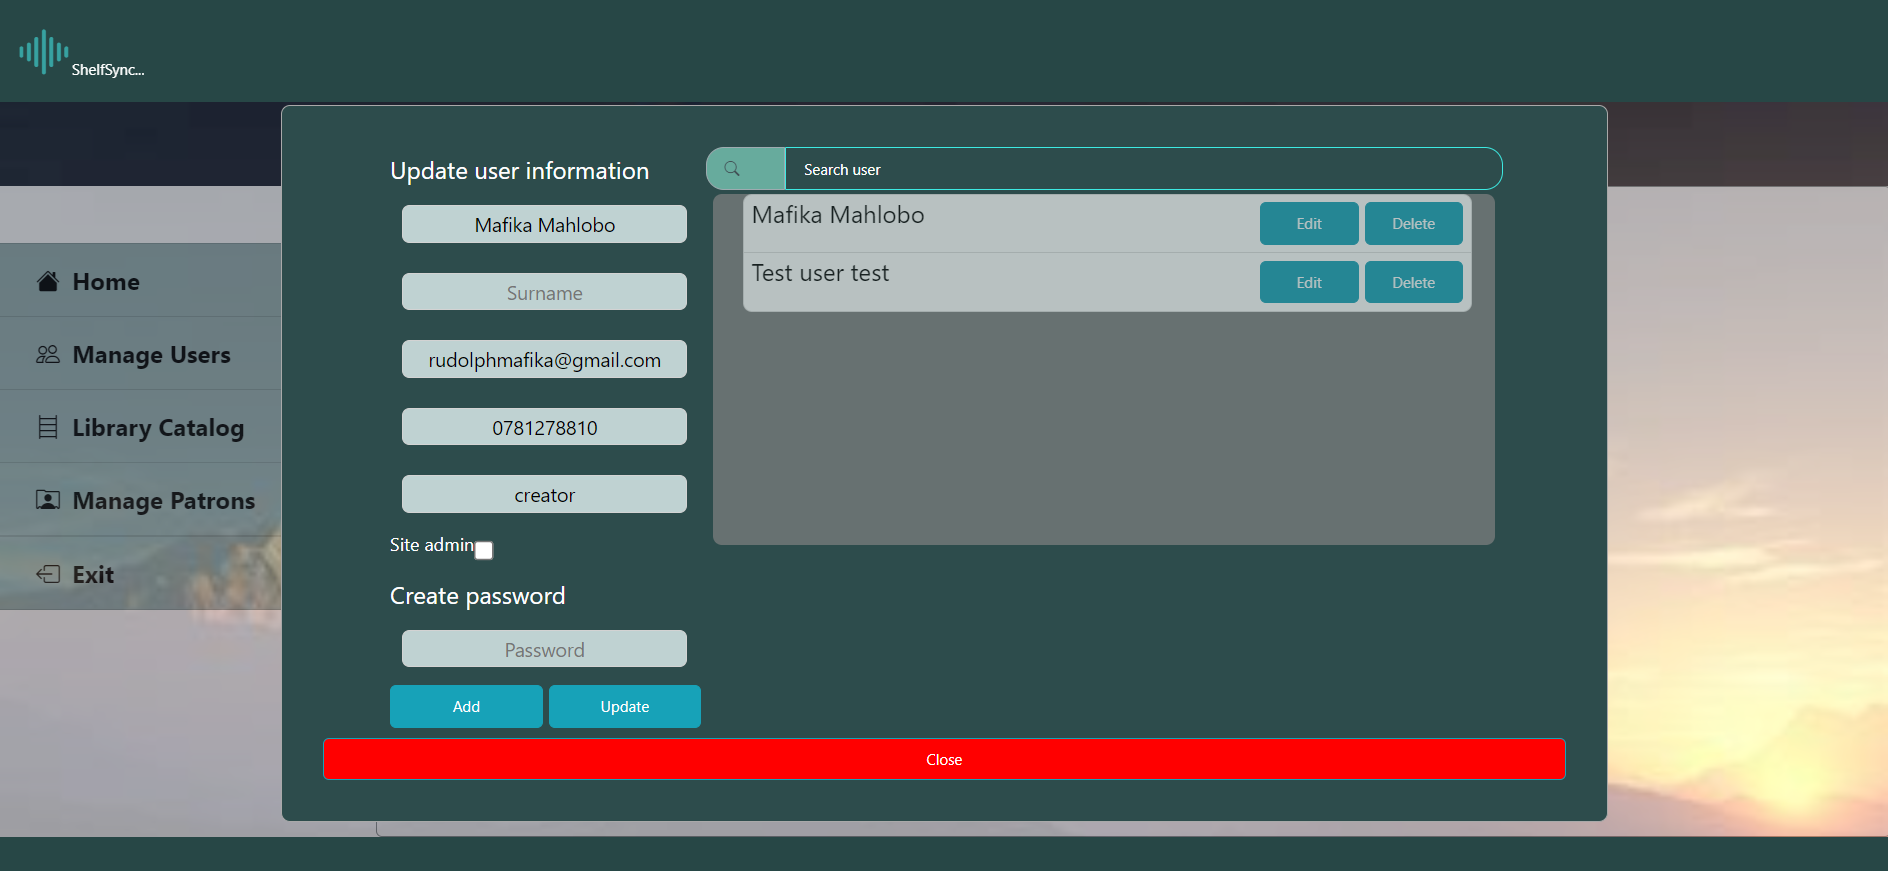 ShelfSync...
Home
Manage Users
Library Catalog
Manage Patrons
Exit
Update user information
Mafika Mahlobo
Surname
rudolphmafika@gmail.com
0781278810
creator
Site admin
Create password
Password
Add Update
Search user
Mafika Mahlobo Edit Delete
Test user test Edit Delete
Close